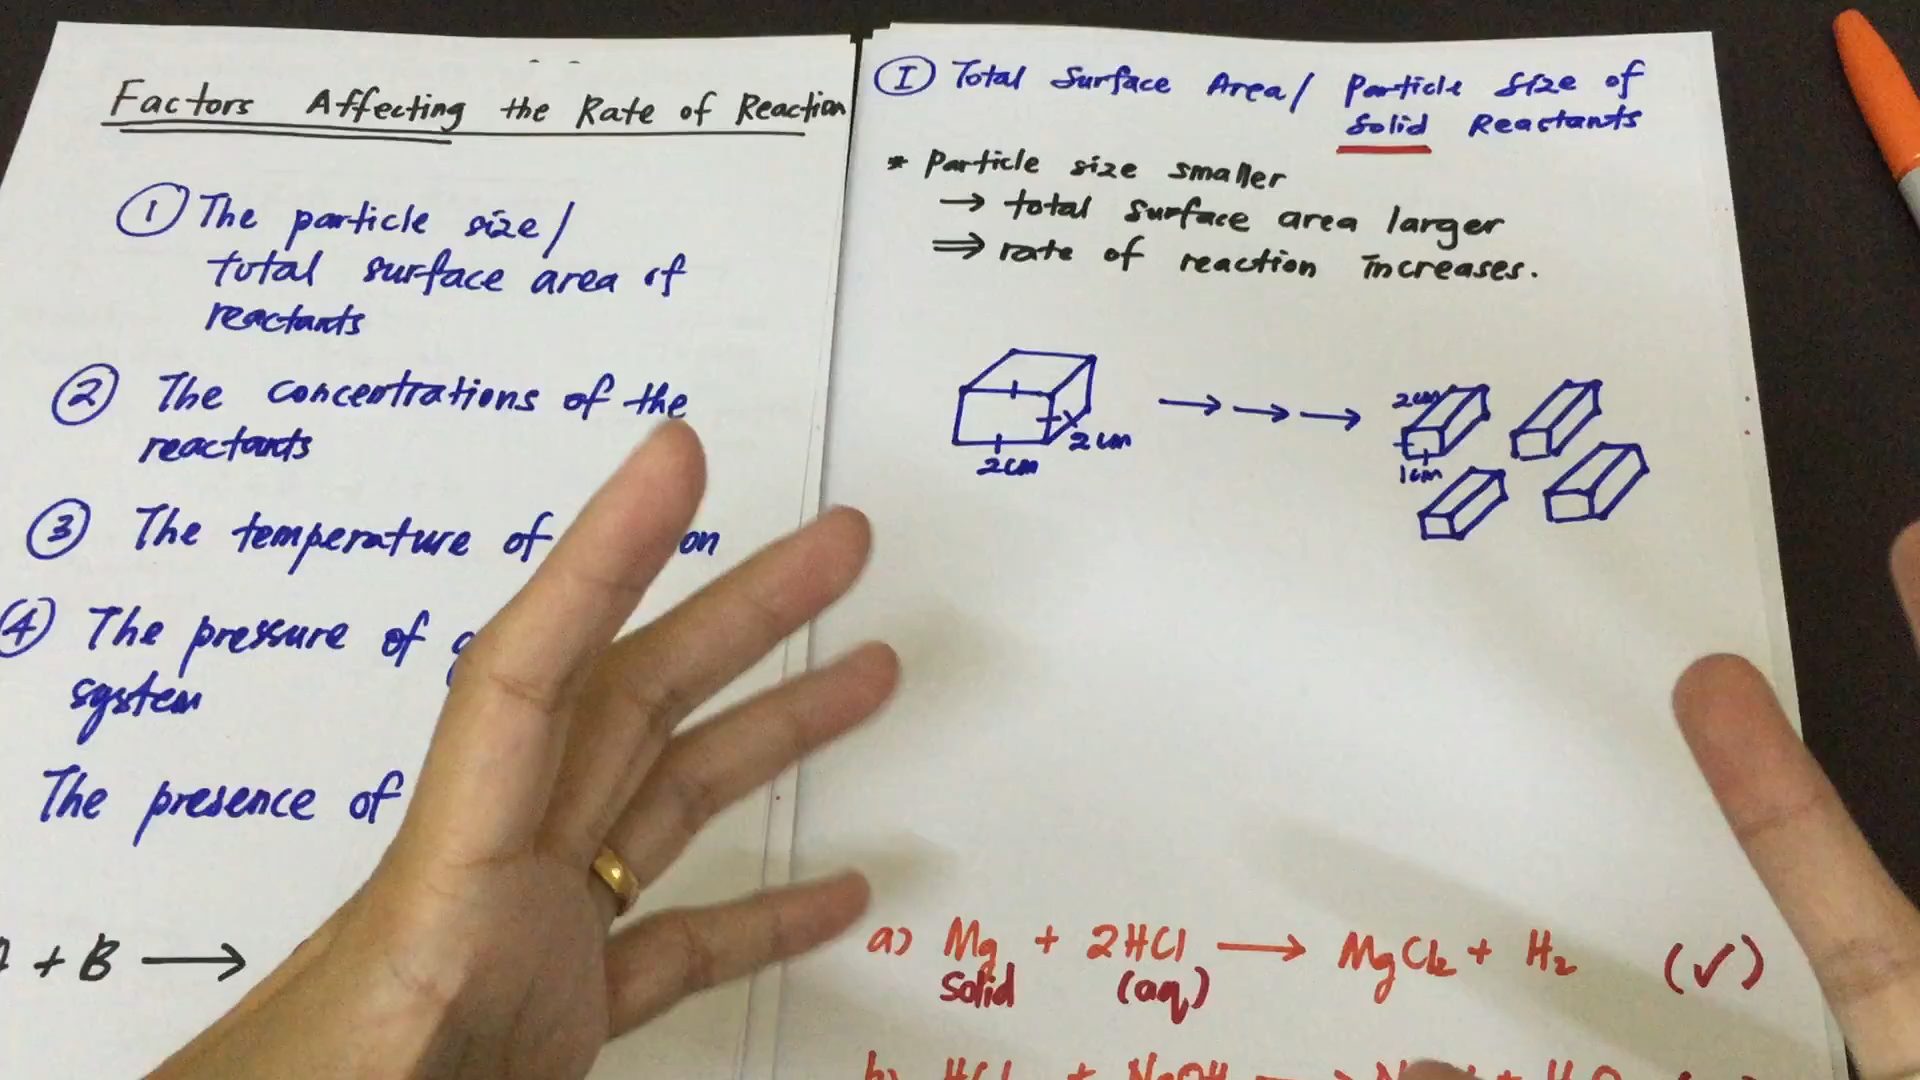 Factors Affecting the Rate of Reaction
① The particle size/
total surface area of
reactants
② The concentrations of the
reactants
③ The temperature of on
④ The pressure of
system
The presence of
+ B →
Ⓘ Total Surface Area/ Particle Size of
Solid Reactants
* Particle size smaller
→ total surface area larger
⇒ rate of reaction increases.
2cm
2cm
2cm
1cm
a) Mg + 2HCl → MgCl₂ + H₂ (✓)
solid (aq)
b) HCl + NaOH →